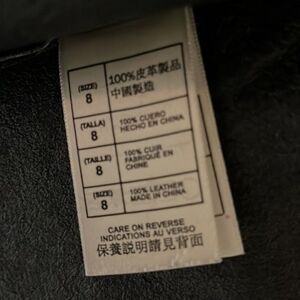 (SIZE)
8
100%皮革製品
中國製造
(TALLA)
8
100% CUERO
HECHO EN CHINA
(TAILLE)
8
100% CUIR
FABRIQUÉ EN
CHINE
(SIZE)
8
100% LEATHER
MADE IN CHINA
CARE ON REVERSE
INDICATIONS AU VERSO
保養説明請見背面